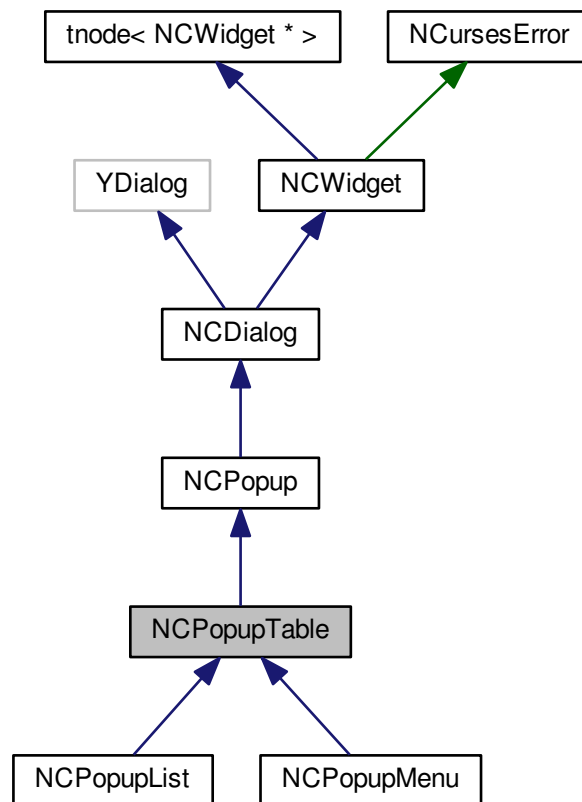 tnode< NCWidget * >
NCursesError
YDialog
NCWidget
NCDialog
NCPopup
NCPopupTable
NCPopupList
NCPopupMenu